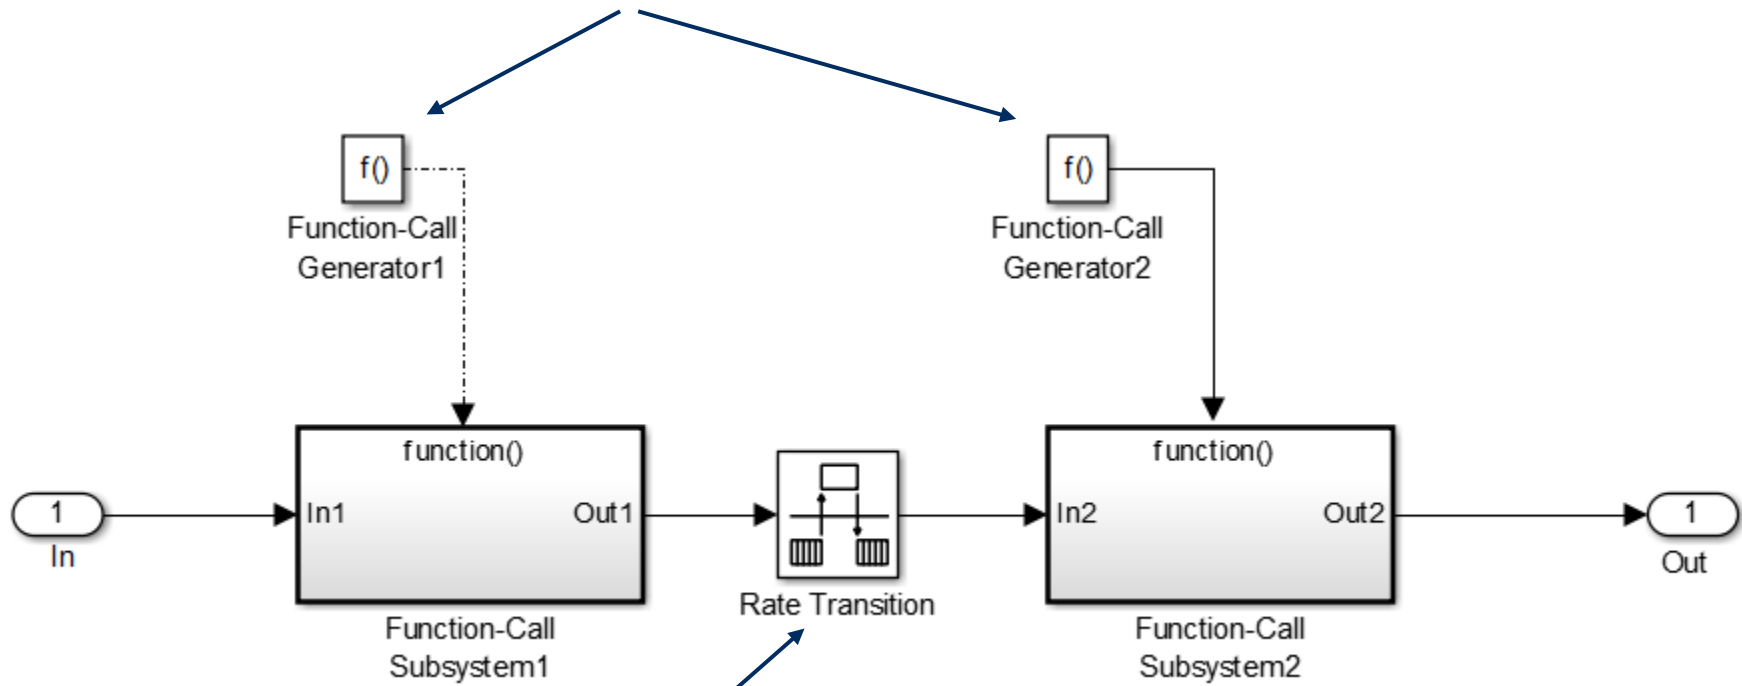 f()
Function-Call
Generator1
f()
Function-Call
Generator2
function()
In1
Out1
function()
In2
Out2
1
In
1
Out
Rate Transition
Function-Call
Subsystem1
Function-Call
Subsystem2